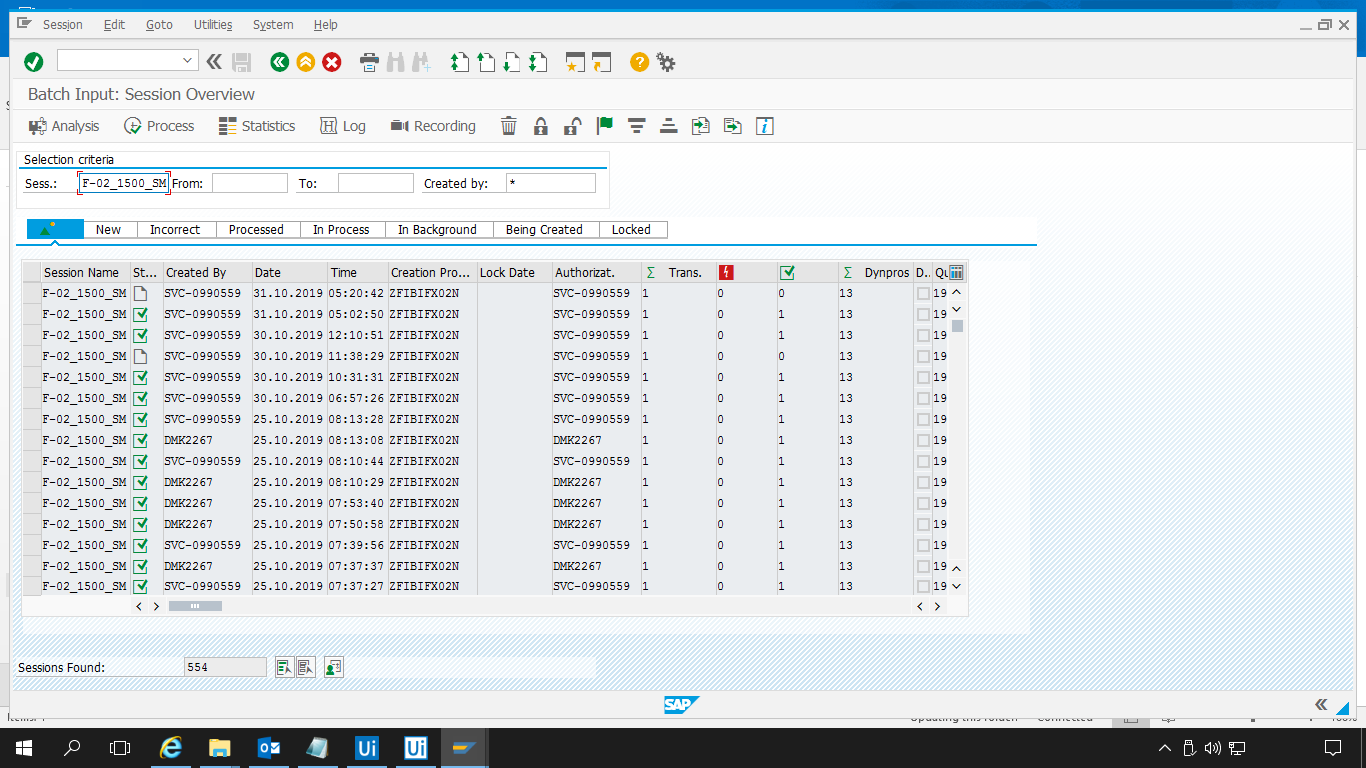 Session Edit Goto Utilities System Help
Batch Input: Session Overview
Analysis Process Statistics Log Recording
Selection criteria
Sess.: F-02_1500_SM From: To: Created by: *
New Incorrect Processed In Process In Background Being Created Locked
Session Name St... Created By Date Time Creation Pro... Lock Date Authorizat. Σ Trans. Σ Dynpros D.. Qu
F-02_1500_SM SVC-0990559 31.10.2019 05:20:42 ZFIBIFX02N SVC-0990559 1 0 0 13 19
F-02_1500_SM SVC-0990559 31.10.2019 05:02:50 ZFIBIFX02N SVC-0990559 1 0 1 13 19
F-02_1500_SM SVC-0990559 30.10.2019 12:10:51 ZFIBIFX02N SVC-0990559 1 0 1 13 19
F-02_1500_SM SVC-0990559 30.10.2019 11:38:29 ZFIBIFX02N SVC-0990559 1 0 0 13 19
F-02_1500_SM SVC-0990559 30.10.2019 10:31:31 ZFIBIFX02N SVC-0990559 1 0 1 13 19
F-02_1500_SM SVC-0990559 30.10.2019 06:57:26 ZFIBIFX02N SVC-0990559 1 0 1 13 19
F-02_1500_SM SVC-0990559 25.10.2019 08:13:28 ZFIBIFX02N SVC-0990559 1 0 1 13 19
F-02_1500_SM DMK2267 25.10.2019 08:13:08 ZFIBIFX02N DMK2267 1 0 1 13 19
F-02_1500_SM SVC-0990559 25.10.2019 08:10:44 ZFIBIFX02N SVC-0990559 1 0 1 13 19
F-02_1500_SM DMK2267 25.10.2019 08:10:29 ZFIBIFX02N DMK2267 1 0 1 13 19
F-02_1500_SM DMK2267 25.10.2019 07:53:40 ZFIBIFX02N DMK2267 1 0 1 13 19
F-02_1500_SM DMK2267 25.10.2019 07:50:58 ZFIBIFX02N DMK2267 1 0 1 13 19
F-02_1500_SM SVC-0990559 25.10.2019 07:39:56 ZFIBIFX02N SVC-0990559 1 0 1 13 19
F-02_1500_SM DMK2267 25.10.2019 07:37:37 ZFIBIFX02N DMK2267 1 0 1 13 19
F-02_1500_SM SVC-0990559 25.10.2019 07:37:27 ZFIBIFX02N SVC-0990559 1 0 1 13 19
Sessions Found: 554
SAP
Updating this folder Connected
Ui Ui